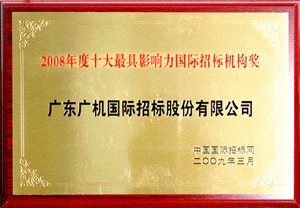 2008年度十大最具影响力国际招标机构奖
广东广机国际招标股份有限公司
中国国际招标网
二〇〇九年三月